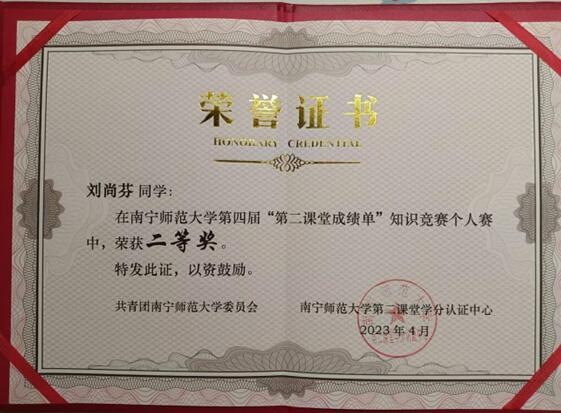 荣誉证书
HONORARY CREDENTIAL
刘尚芬同学：
在南宁师范大学第四届“第二课堂成绩单”知识竞赛个人赛
中，荣获二等奖。
特发此证，以资鼓励。
共青团南宁师范大学委员会 南宁师范大学第二课堂学分认证中心
2023年4月